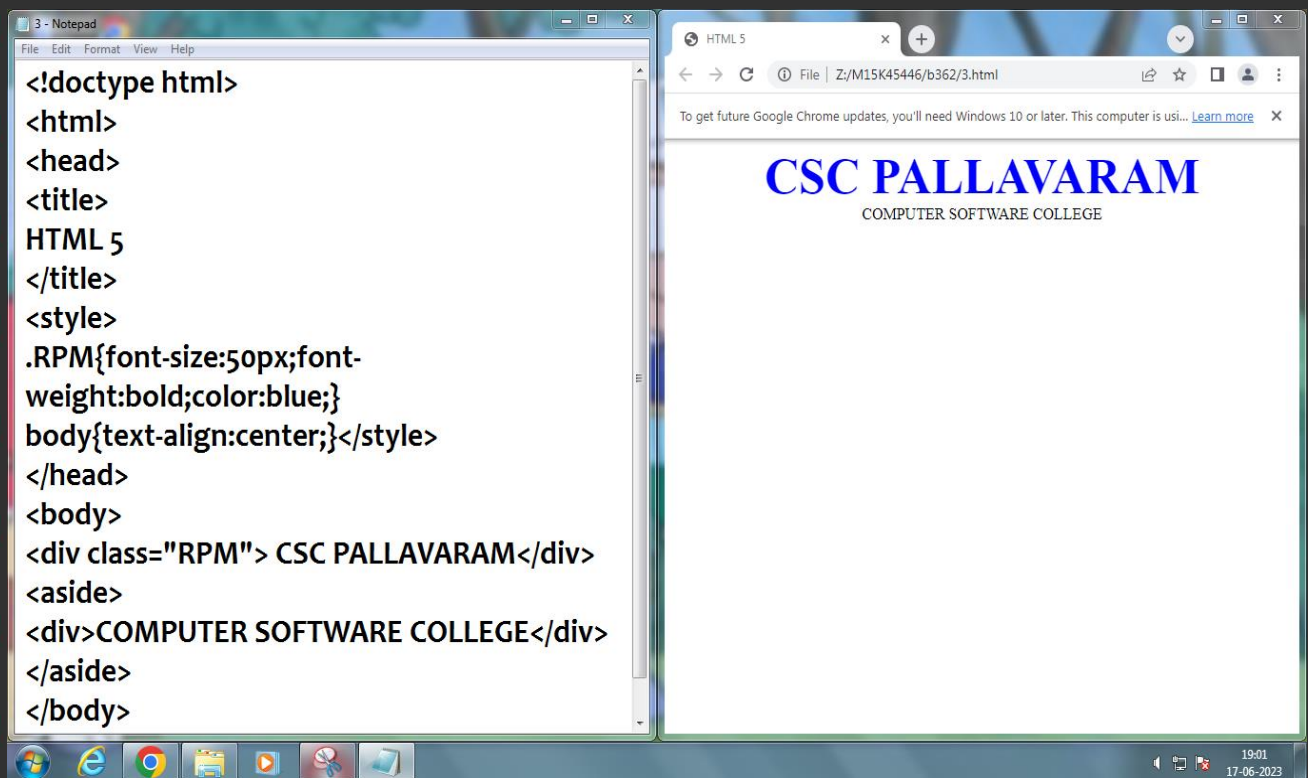 3 - Notepad
File Edit Format View Help
<!doctype html>
<html>
<head>
<title>
HTML 5
</title>
<style>
.RPM{font-size:50px;font-
weight:bold;color:blue;}
body{text-align:center;}</style>
</head>
<body>
<div class="RPM"> CSC PALLAVARAM</div>
<aside>
<div>COMPUTER SOFTWARE COLLEGE</div>
</aside>
</body>
HTML 5
File | Z:/M15K45446/b362/3.html
To get future Google Chrome updates, you'll need Windows 10 or later. This computer is usi... Learn more
CSC PALLAVARAM
COMPUTER SOFTWARE COLLEGE
19:01
17-06-2023